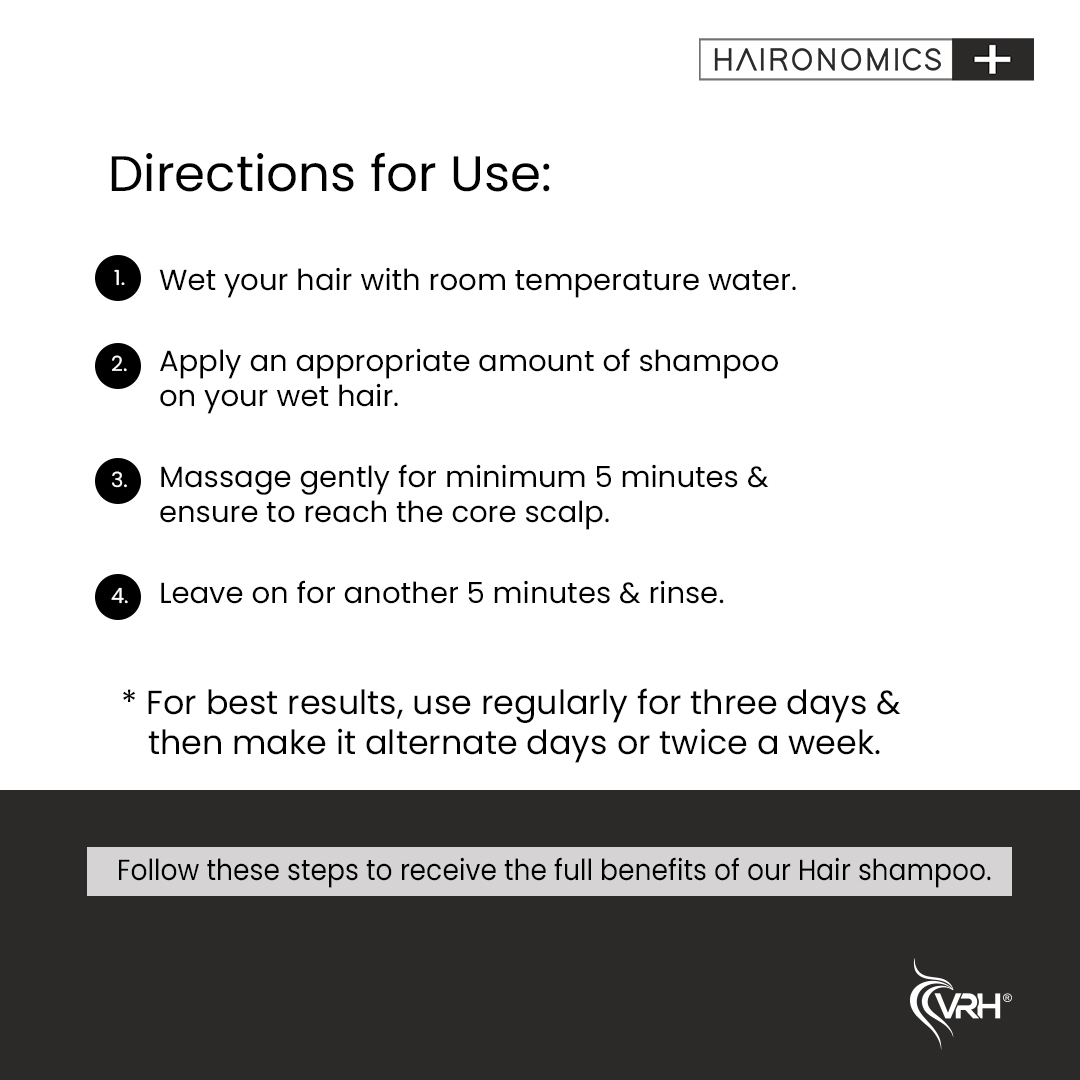 HAIRONOMICS +
Directions for Use:
1. Wet your hair with room temperature water.
2. Apply an appropriate amount of shampoo
on your wet hair.
3. Massage gently for minimum 5 minutes &
ensure to reach the core scalp.
4. Leave on for another 5 minutes & rinse.
* For best results, use regularly for three days &
then make it alternate days or twice a week.
Follow these steps to receive the full benefits of our Hair shampoo.
VRH®